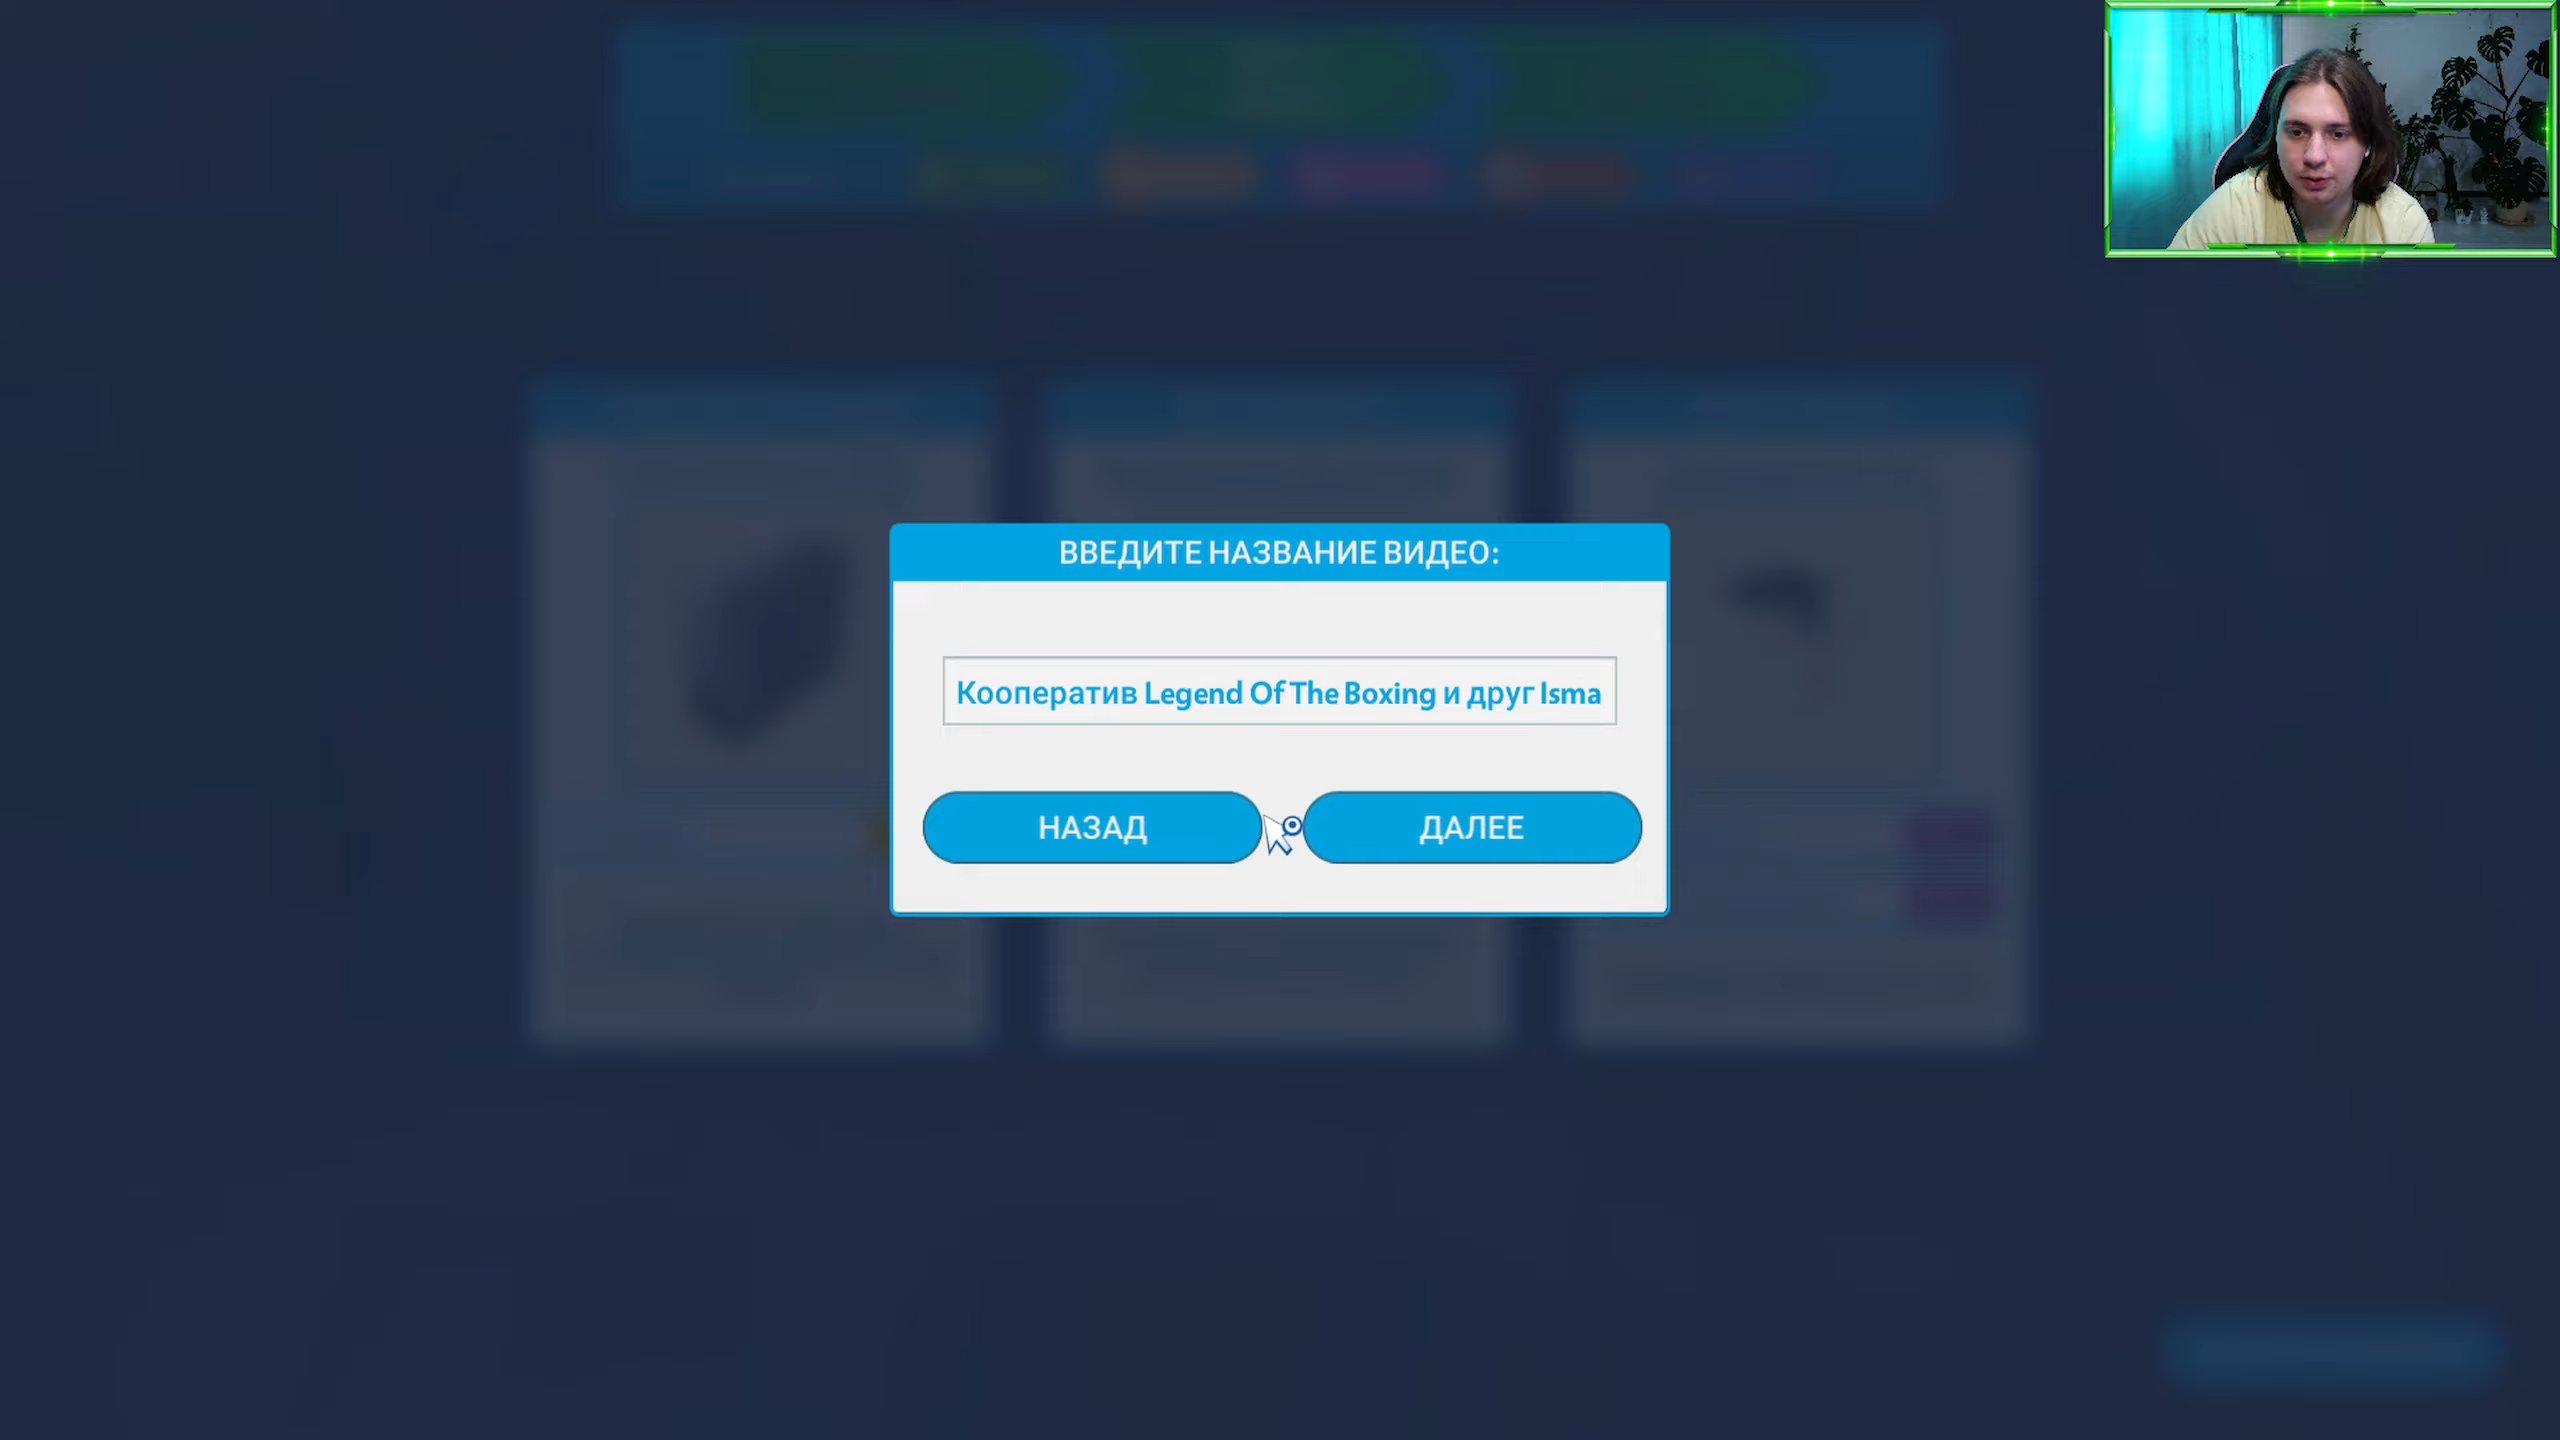 ВВЕДИТЕ НАЗВАНИЕ ВИДЕО:
Кооператив Legend Of The Boxing и друг Isma
НАЗАД
ДАЛЕЕ